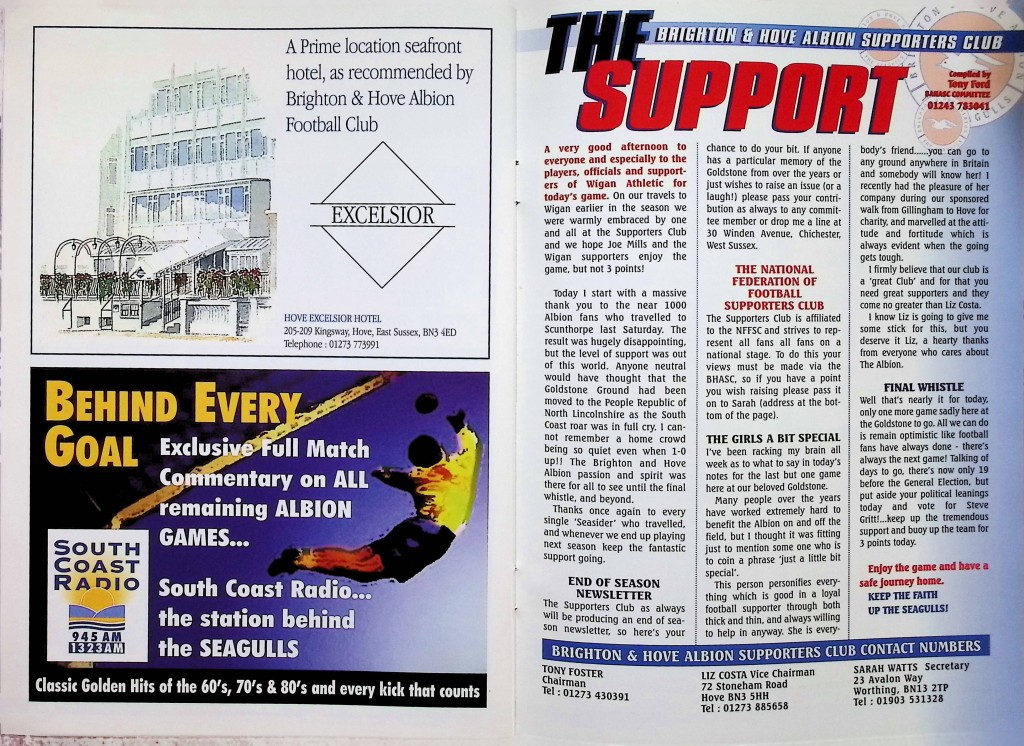 A Prime location seafront
hotel, as recommended by
Brighton & Hove Albion
Football Club
EXCELSIOR
HOVE EXCELSIOR HOTEL
205-209 Kingsway, Hove, East Sussex, BN3 4ED
Telephone : 01273 773991
BEHIND EVERY
GOAL
Exclusive Full Match
Commentary on ALL
remaining ALBION
GAMES...
SOUTH
COAST
RADIO
945 AM
1323 AM
South Coast Radio...
the station behind
the SEAGULLS
Classic Golden Hits of the 60's, 70's & 80's and every kick that counts
THE
BRIGHTON & HOVE ALBION SUPPORTERS CLUB
SUPPORT
Compiled by
Tony Ford
BAHASC COMMITTEE
01243 783041
A very good afternoon to
everyone and especially to the
players, officials and support-
ers of Wigan Athletic for
today's game. On our travels to
Wigan earlier in the season we
were warmly embraced by one
and all at the Supporters Club
and we hope Joe Mills and the
Wigan supporters enjoy the
game, but not 3 points!
Today I start with a massive
thank you to the near 1000
Albion fans who travelled to
Scunthorpe last Saturday. The
result was hugely disappointing,
but the level of support was out
of this world. Anyone neutral
would have thought that the
Goldstone Ground had been
moved to the People Republic of
North Lincolnshire as the South
Coast roar was in full cry. I can-
not remember a home crowd
being so quiet even when 1-0
up!! The Brighton and Hove
Albion passion and spirit was
there for all to see until the final
whistle, and beyond.
Thanks once again to every
single 'Seasider' who travelled,
and whenever we end up playing
next season keep the fantastic
support going.
END OF SEASON
NEWSLETTER
The Supporters Club as always
will be producing an end of sea-
son newsletter, so here's your
chance to do your bit. If anyone
has a particular memory of the
Goldstone from over the years or
just wishes to raise an issue (or a
laugh!) please pass your contri-
bution as always to any commit-
tee member or drop me a line at
30 Winden Avenue, Chichester,
West Sussex.
THE NATIONAL
FEDERATION OF
FOOTBALL
SUPPORTERS CLUB
The Supporters Club is affiliated
to the NFFSC and strives to rep-
resent all fans all fans on a
national stage. To do this your
views must be made via the
BHASC, so if you have a point
you wish raising please pass it
on to Sarah (address at the bot-
tom of the page).
THE GIRLS A BIT SPECIAL
I've been racking my brain all
week as to what to say in today's
notes for the last but one game
here at our beloved Goldstone.
Many people over the years
have worked extremely hard to
benefit the Albion on and off the
field, but I thought it was fitting
just to mention some one who is
to coin a phrase 'just a little bit
special'.
This person personifies every-
thing which is good in a loyal
football supporter through both
thick and thin, and always willing
to help in anyway. She is every-
body's friend......you can go to
any ground anywhere in Britain
and somebody will know her! I
recently had the pleasure of her
company during our sponsored
walk from Gillingham to Hove for
charity, and marvelled at the atti-
tude and fortitude which is
always evident when the going
gets tough.
I firmly believe that our club is
a 'great Club' and for that you
need great supporters and they
come no greater than Liz Costa.
I know Liz is going to give me
some stick for this, but you
deserve it Liz, a hearty thanks
from everyone who cares about
The Albion.
FINAL WHISTLE
Well that's nearly it for today,
only one more game sadly here at
the Goldstone to go. All we can do
is remain optimistic like football
fans have always done - there's
always the next game! Talking of
days to go, there's now only 19
before the General Election, but
put aside your political leanings
today and vote for Steve
Gritt!...keep up the tremendous
support and buoy up the team for
3 points today.
Enjoy the game and have a
safe journey home.
KEEP THE FAITH
UP THE SEAGULLS!
BRIGHTON & HOVE ALBION SUPPORTERS CLUB CONTACT NUMBERS
TONY FOSTER
Chairman
Tel : 01273 430391
LIZ COSTA Vice Chairman
72 Stoneham Road
Hove BN3 5HH
Tel : 01273 885658
SARAH WATTS Secretary
23 Avalon Way
Worthing, BN13 2TP
Tel : 01903 531328